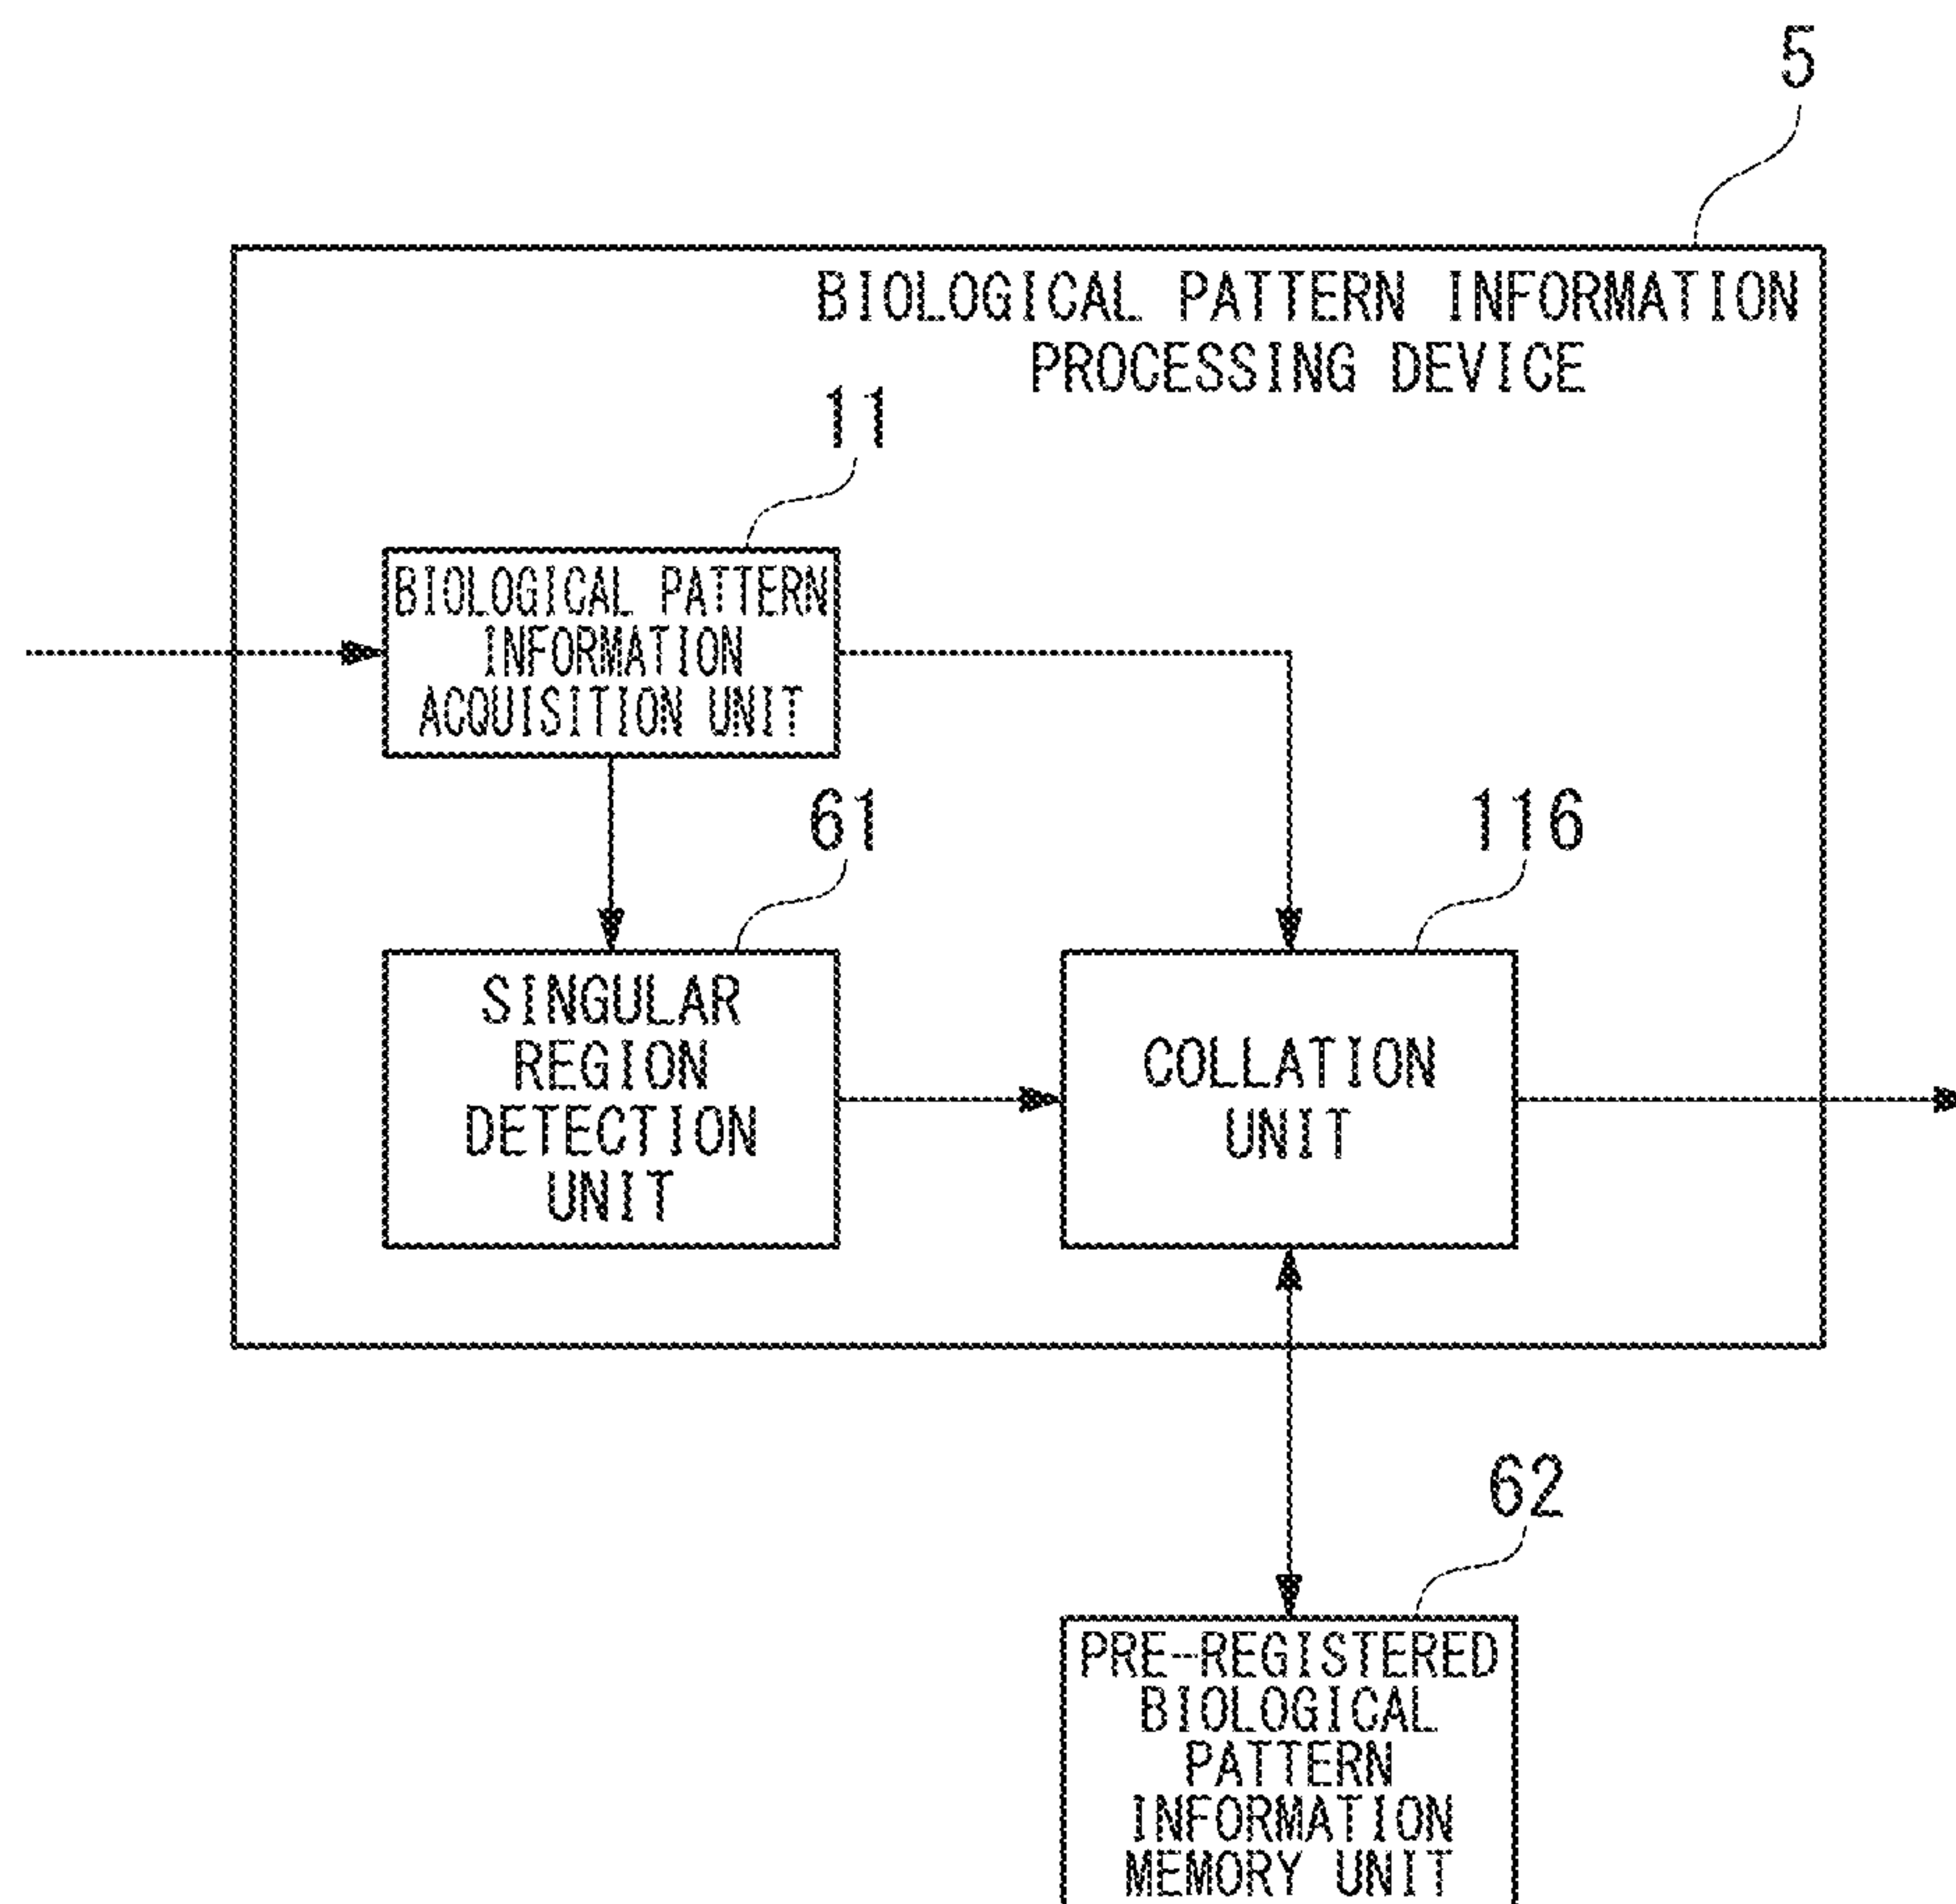 5
BIOLOGICAL PATTERN INFORMATION
PROCESSING DEVICE
11
BIOLOGICAL PATTERN
INFORMATION
ACQUISITION UNIT
61
116
SINGULAR
REGION
DETECTION
UNIT
COLLATION
UNIT
62
PRE-REGISTERED
BIOLOGICAL
PATTERN
INFORMATION
MEMORY UNIT